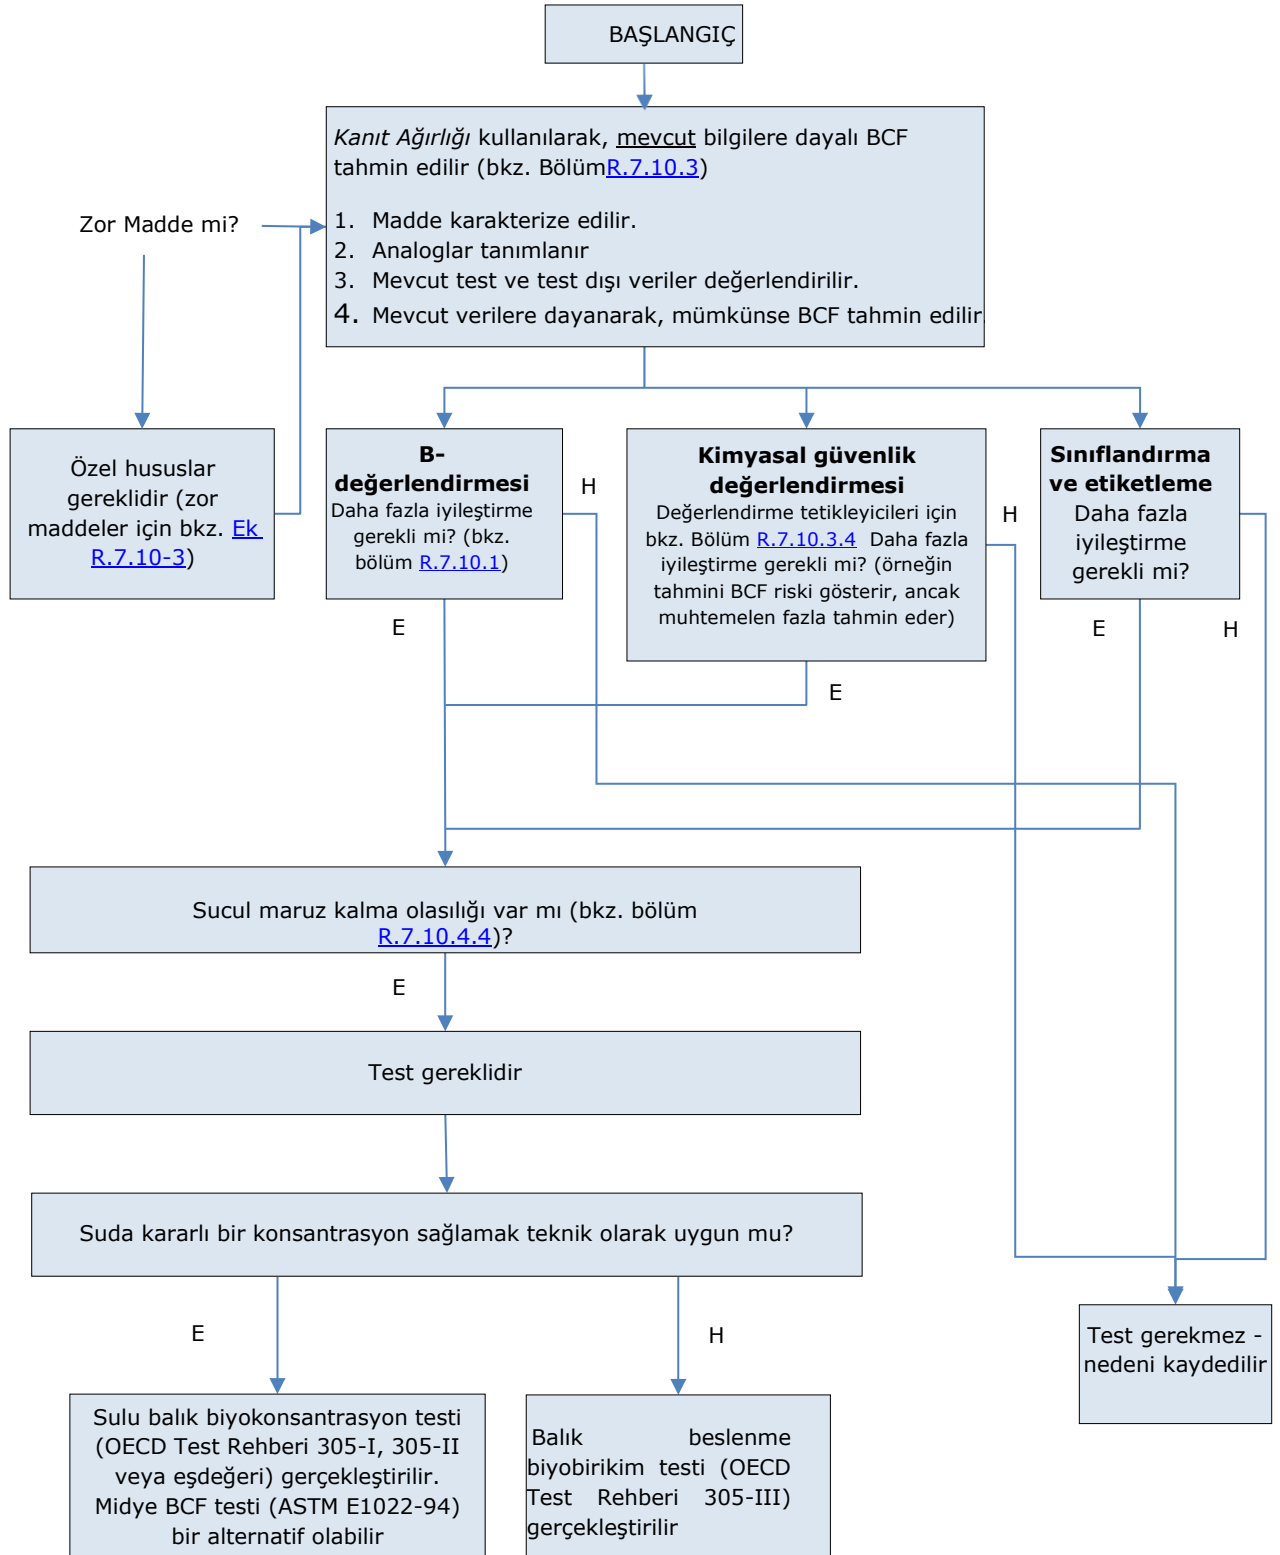 BAŞLANGIÇ
Kanıt Ağırlığı kullanılarak, mevcut bilgilere dayalı BCF
tahmin edilir (bkz. BölümR.7.10.3)
1. Madde karakterize edilir.
2. Analoglar tanımlanır
3. Mevcut test ve test dışı veriler değerlendirilir.
4. Mevcut verilere dayanarak, mümkünse BCF tahmin edilir.
Zor Madde mi?
Özel hususlar
gereklidir (zor
maddeler için bkz. Ek
R.7.10-3)
B-
değerlendirmesi
Daha fazla iyileştirme
gerekli mi? (bkz.
bölüm R.7.10.1)
H
E
Kimyasal güvenlik
değerlendirmesi
Değerlendirme tetikleyicileri için
bkz. Bölüm R.7.10.3.4 Daha fazla
iyileştirme gerekli mi? (örneğin
tahmini BCF riski gösterir, ancak
muhtemelen fazla tahmin eder)
H
E
Sınıflandırma
ve etiketleme
Daha fazla
iyileştirme
gerekli mi?
E
H
Sucul maruz kalma olasılığı var mı (bkz. bölüm
R.7.10.4.4)?
E
Test gereklidir
Suda kararlı bir konsantrasyon sağlamak teknik olarak uygun mu?
E
H
Test gerekmez -
nedeni kaydedilir
Sulu balık biyokonsantrasyon testi
(OECD Test Rehberi 305-I, 305-II
veya eşdeğeri) gerçekleştirilir.
Midye BCF testi (ASTM E1022-94)
bir alternatif olabilir
Balık beslenme
biyobirikim testi (OECD
Test Rehberi 305-III)
gerçekleştirilir